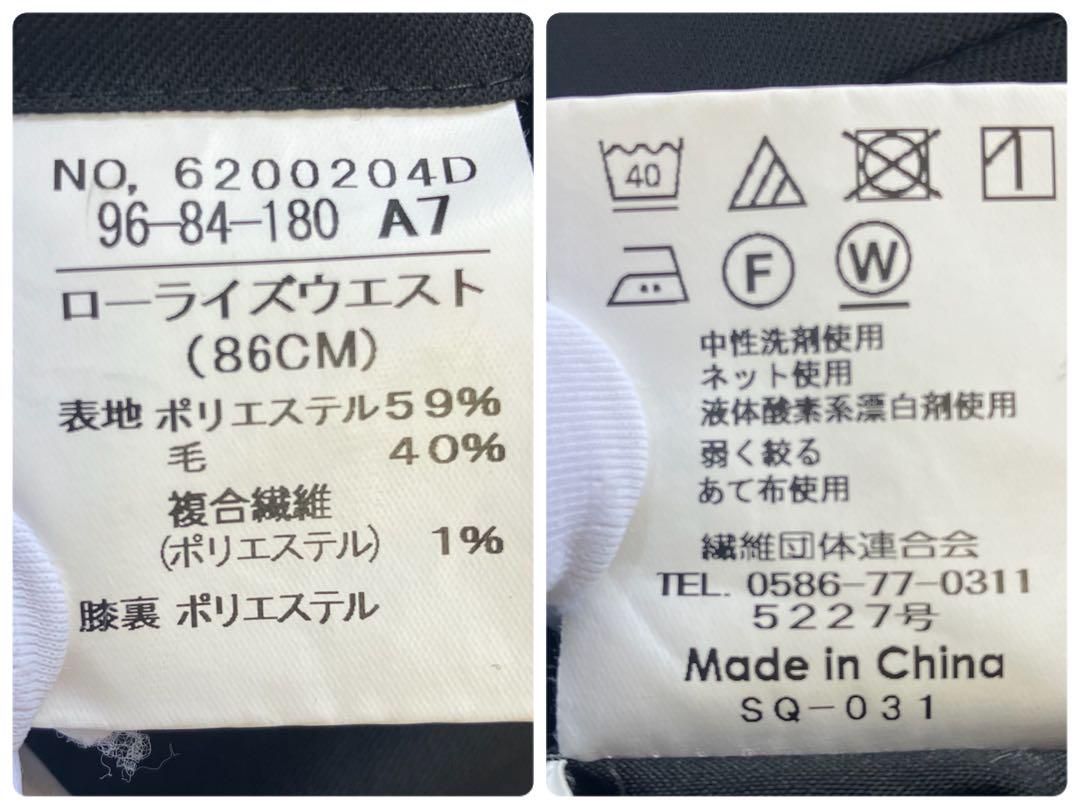 NO, 6200204D
96-84-180 A7
ローライズウエスト
(86CM)
表地 ポリエステル59%
毛 40%
複合繊維
(ポリエステル) 1%
膝裏 ポリエステル
40
1
F
W
中性洗剤使用
ネット使用
液体酸素系漂白剤使用
弱く絞る
あて布使用
繊維団体連合会
TEL. 0586-77-0311
5227号
Made in China
SQ-031